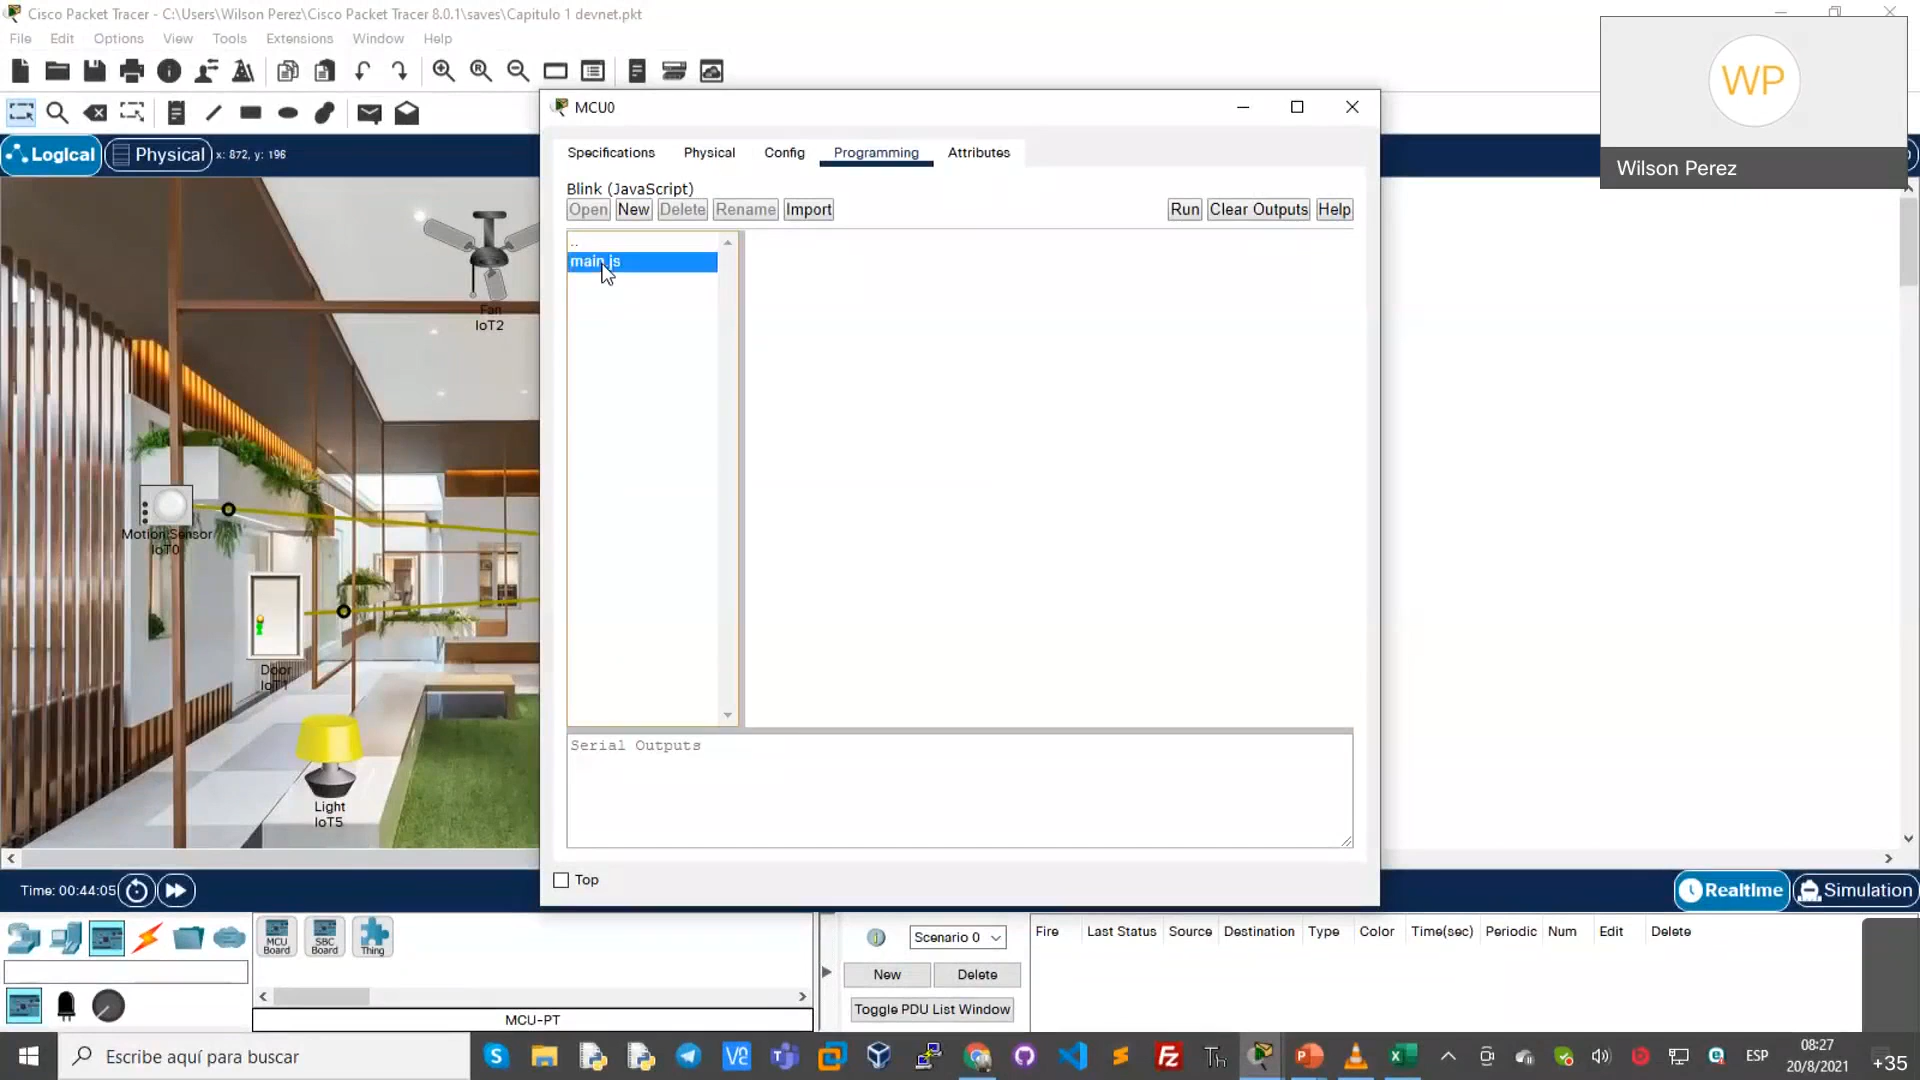 Cisco Packet Tracer - C:\Users\Wilson Perez\Cisco Packet Tracer 8.0.1\saves\Capitulo 1 devnet.pkt
File Edit Options View Tools Extensions Window Help
WP
Wilson Perez
MCU0
Logical Physical x: 872, y: 196
Specifications Physical Config Programming Attributes
Blink (JavaScript)
Open New Delete Rename Import Run Clear Outputs Help
..
main.js
Fan
IoT2
Motion Sensor
IoT0
Door
IoT1
Light
IoT5
Serial Outputs
Top
Time: 00:44:05
Realtime Simulation
MCU Board
SBC Board
Thing
MCU-PT
Scenario 0
New Delete
Toggle PDU List Window
Fire Last Status Source Destination Type Color Time(sec) Periodic Num Edit Delete
Escribe aquí para buscar
ESP
08:27
20/8/2021
+35